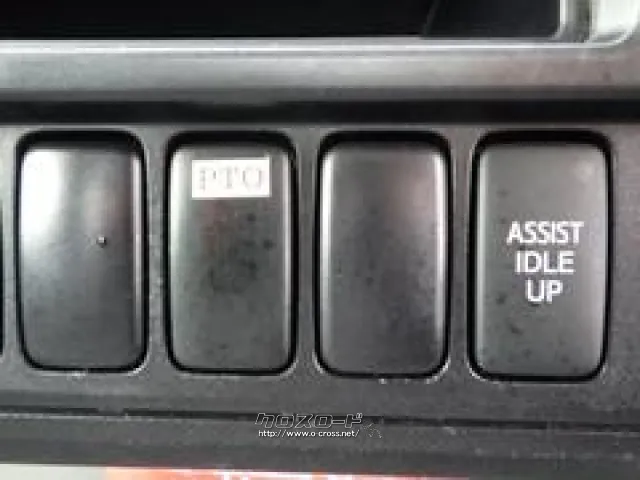 PTO
ASSIST
IDLE
UP
クロスロード
http://www.o-cross.net/